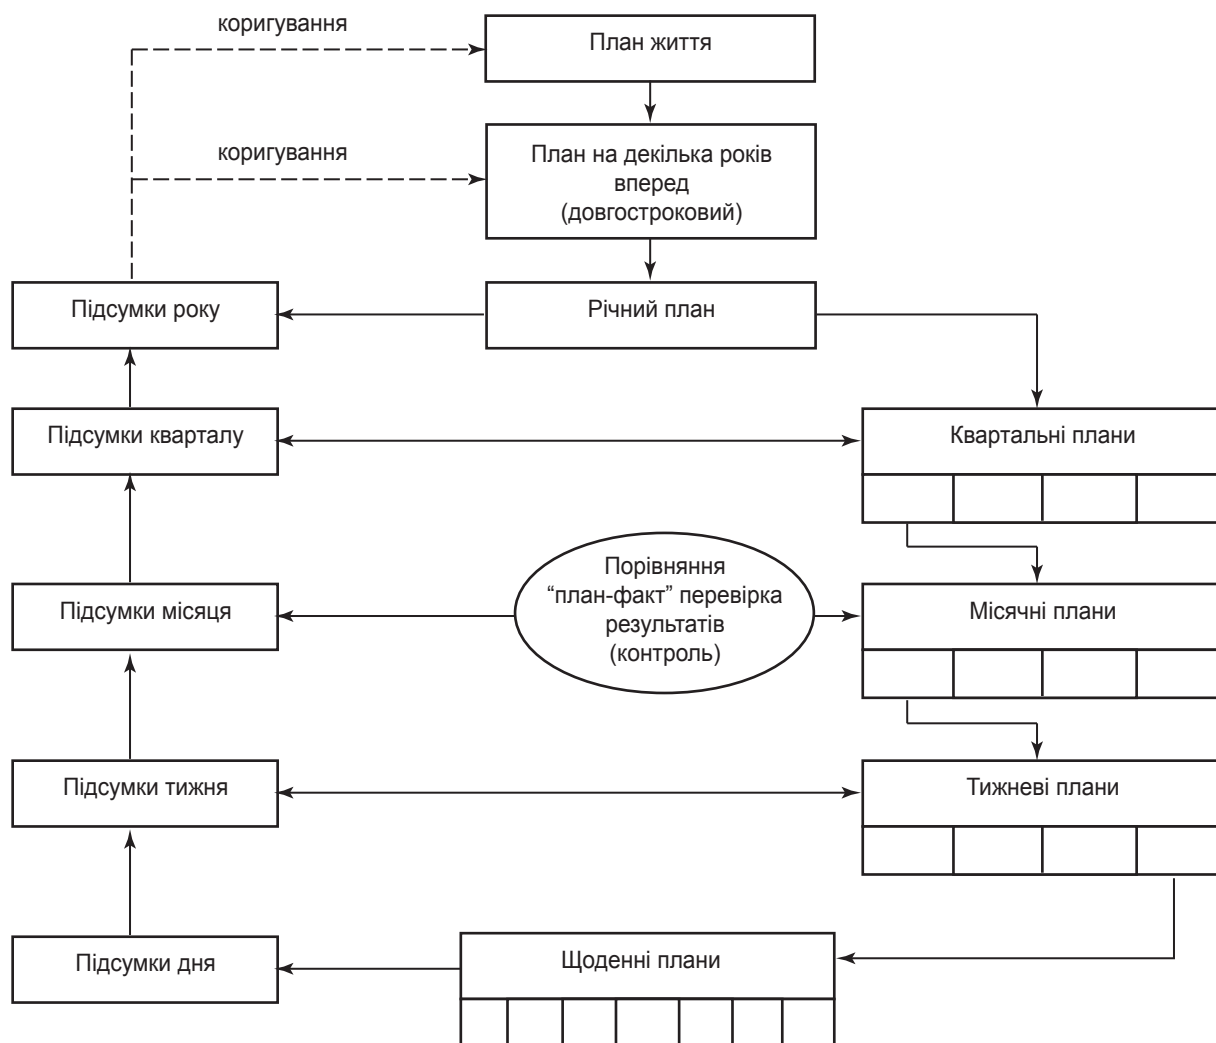 коригування
План життя
коригування
План на декілька років
вперед
(довгостроковий)
Підсумки року
Річний план
Підсумки кварталу
Квартальні плани
Порівняння
“план-факт” перевірка
результатів
(контроль)
Підсумки місяця
Місячні плани
Підсумки тижня
Тижневі плани
Підсумки дня
Щоденні плани